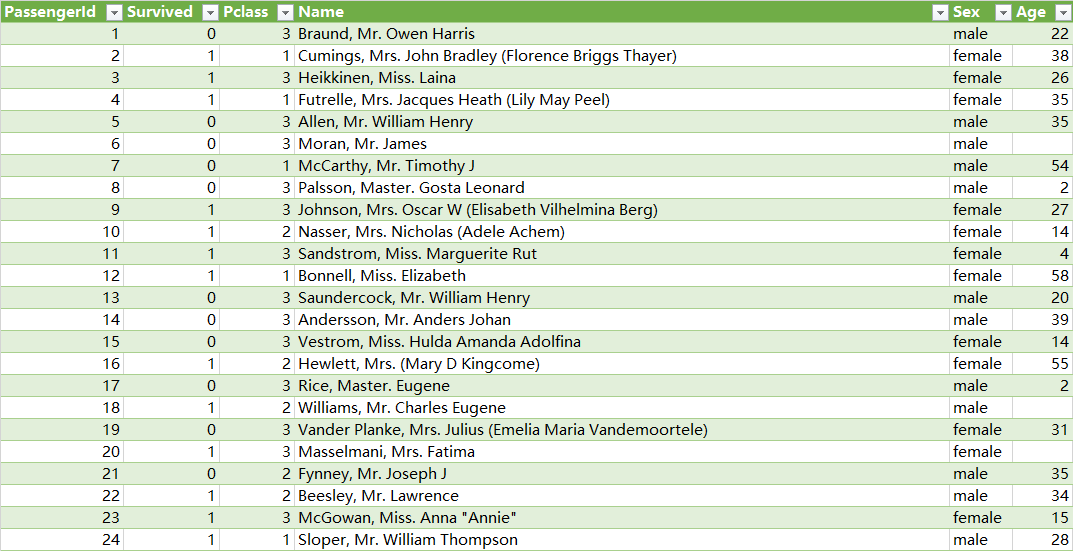 PassengerId Survived Pclass Name Sex Age
1 0 3 Braund, Mr. Owen Harris male 22
2 1 1 Cumings, Mrs. John Bradley (Florence Briggs Thayer) female 38
3 1 3 Heikkinen, Miss. Laina female 26
4 1 1 Futrelle, Mrs. Jacques Heath (Lily May Peel) female 35
5 0 3 Allen, Mr. William Henry male 35
6 0 3 Moran, Mr. James male
7 0 1 McCarthy, Mr. Timothy J male 54
8 0 3 Palsson, Master. Gosta Leonard male 2
9 1 3 Johnson, Mrs. Oscar W (Elisabeth Vilhelmina Berg) female 27
10 1 2 Nasser, Mrs. Nicholas (Adele Achem) female 14
11 1 3 Sandstrom, Miss. Marguerite Rut female 4
12 1 1 Bonnell, Miss. Elizabeth female 58
13 0 3 Saundercock, Mr. William Henry male 20
14 0 3 Andersson, Mr. Anders Johan male 39
15 0 3 Vestrom, Miss. Hulda Amanda Adolfina female 14
16 1 2 Hewlett, Mrs. (Mary D Kingcome) female 55
17 0 3 Rice, Master. Eugene male 2
18 1 2 Williams, Mr. Charles Eugene male
19 0 3 Vander Planke, Mrs. Julius (Emelia Maria Vandemoortele) female 31
20 1 3 Masselmani, Mrs. Fatima female
21 0 2 Fynney, Mr. Joseph J male 35
22 1 2 Beesley, Mr. Lawrence male 34
23 1 3 McGowan, Miss. Anna "Annie" female 15
24 1 1 Sloper, Mr. William Thompson male 28